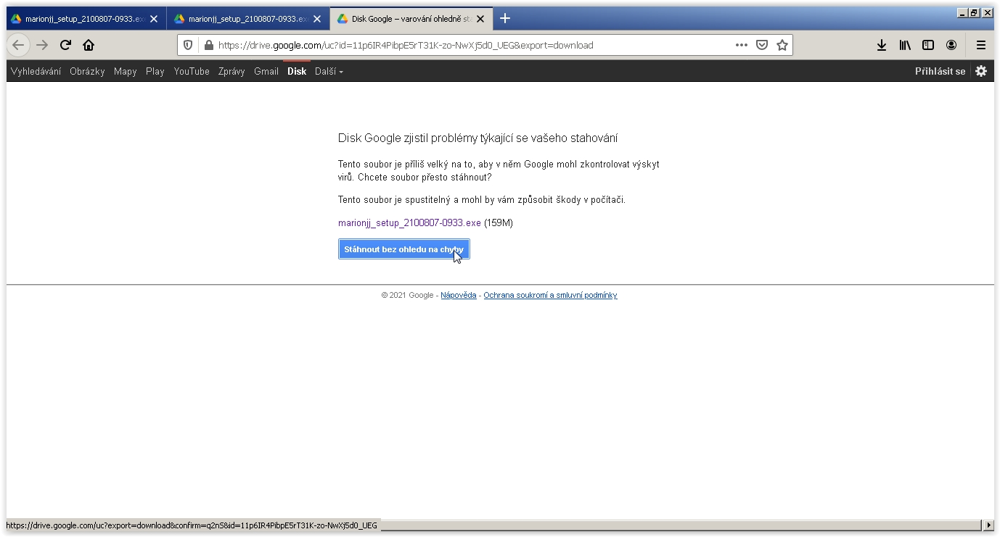 marionjj_setup_2100807-0933.ex
marionjj_setup_2100807-0933.ex
Disk Google – varování ohledně sta
https://drive.google.com/uc?id=11p6IR4PibpE5rT31K-zo-NwXj5d0_UEG&export=download
Vyhledávání Obrázky Mapy Play YouTube Zprávy Gmail Disk Další
Přihlásit se
Disk Google zjistil problémy týkající se vašeho stahování
Tento soubor je příliš velký na to, aby v něm Google mohl zkontrolovat výskyt
virů. Chcete soubor přesto stáhnout?
Tento soubor je spustitelný a mohl by vám způsobit škody v počítači.
marionjj_setup_2100807-0933.exe (159M)
Stáhnout bez ohledu na chyby
© 2021 Google - Nápověda - Ochrana soukromí a smluvní podmínky
https://drive.google.com/uc?export=download&confirm=q2nS&id=11p6IR4PibpE5rT31K-zo-NwXj5d0_UEG